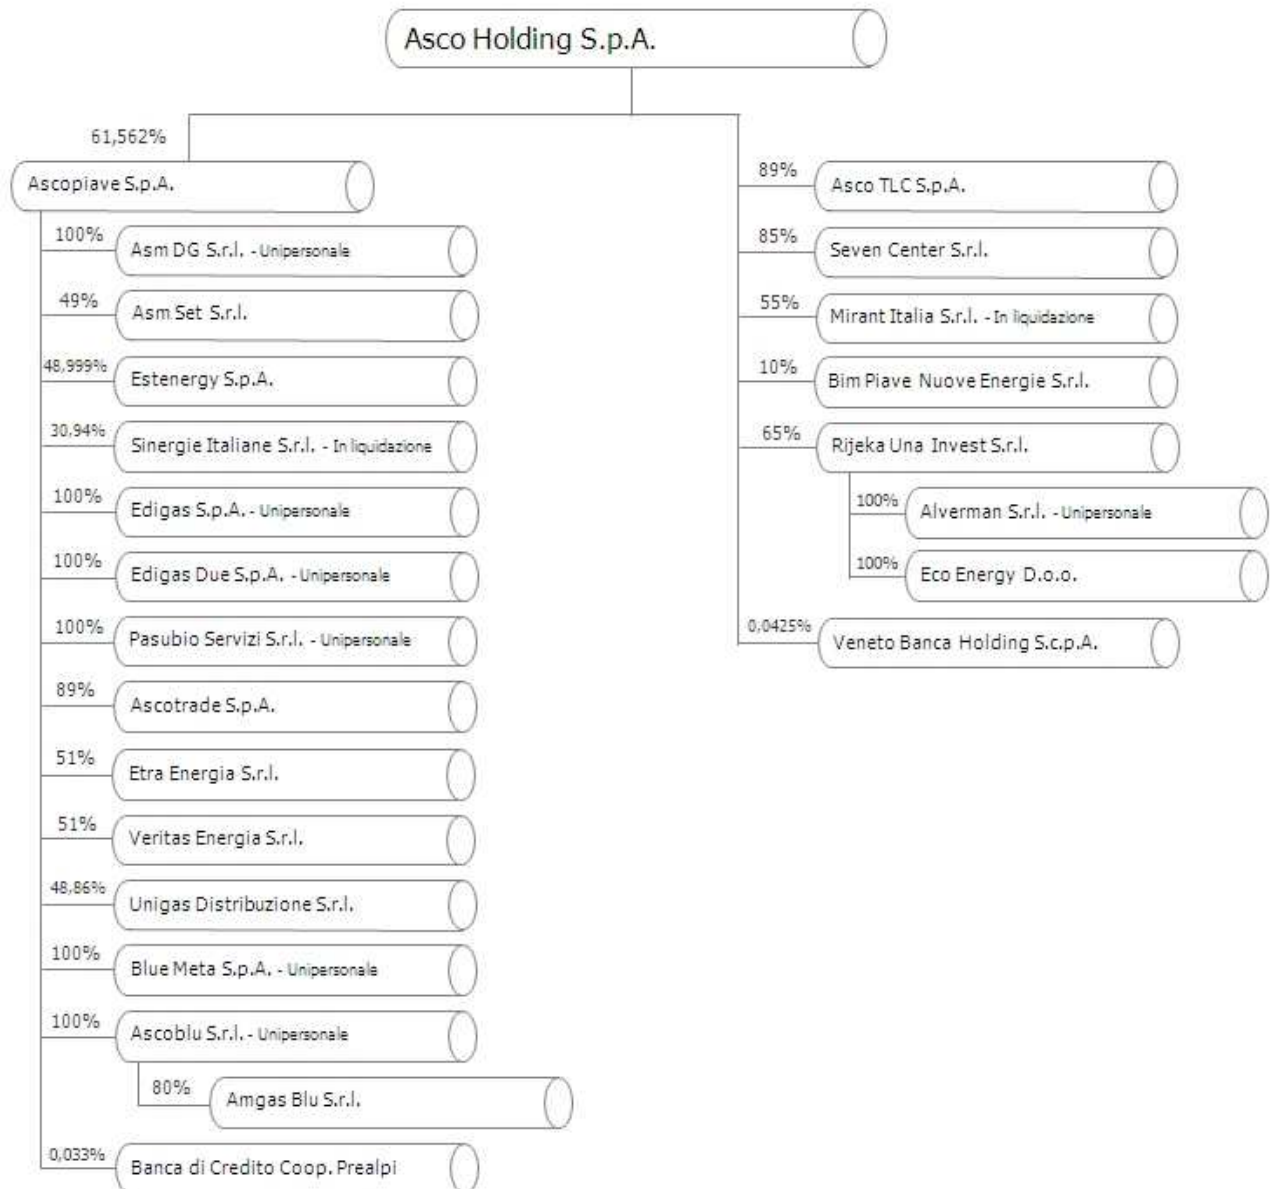 Asco Holding S.p.A.
61,562%
Ascopiave S.p.A.
100%
Asm DG S.r.l. - Unipersonale
49%
Asm Set S.r.l.
48,999%
Estenergy S.p.A.
30,94%
Sinergie Italiane S.r.l. - In liquidazione
100%
Edigas S.p.A. - Unipersonale
100%
Edigas Due S.p.A. - Unipersonale
100%
Pasubio Servizi S.r.l. - Unipersonale
89%
Ascotrade S.p.A.
51%
Etra Energia S.r.l.
51%
Veritas Energia S.r.l.
48,86%
Unigas Distribuzione S.r.l.
100%
Blue Meta S.p.A. - Unipersonale
100%
Ascoblu S.r.l. - Unipersonale
80%
Amgas Blu S.r.l.
0,033%
Banca di Credito Coop. Prealpi
89%
Asco TLC S.p.A.
85%
Seven Center S.r.l.
55%
Mirant Italia S.r.l. - In liquidazione
10%
Bim Piave Nuove Energie S.r.l.
65%
Rijeka Una Invest S.r.l.
100%
Alverman S.r.l. - Unipersonale
100%
Eco Energy D.o.o.
0,0425%
Veneto Banca Holding S.c.p.A.